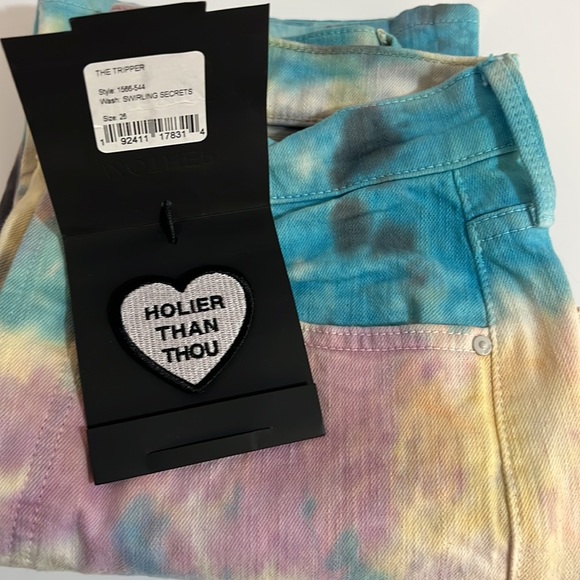 THE TRIPPER
Style: 1566-544
Wash: SWIRLING SECRETS
Size: 26
1 92411 17831 4
HOLIER
THAN
THOU